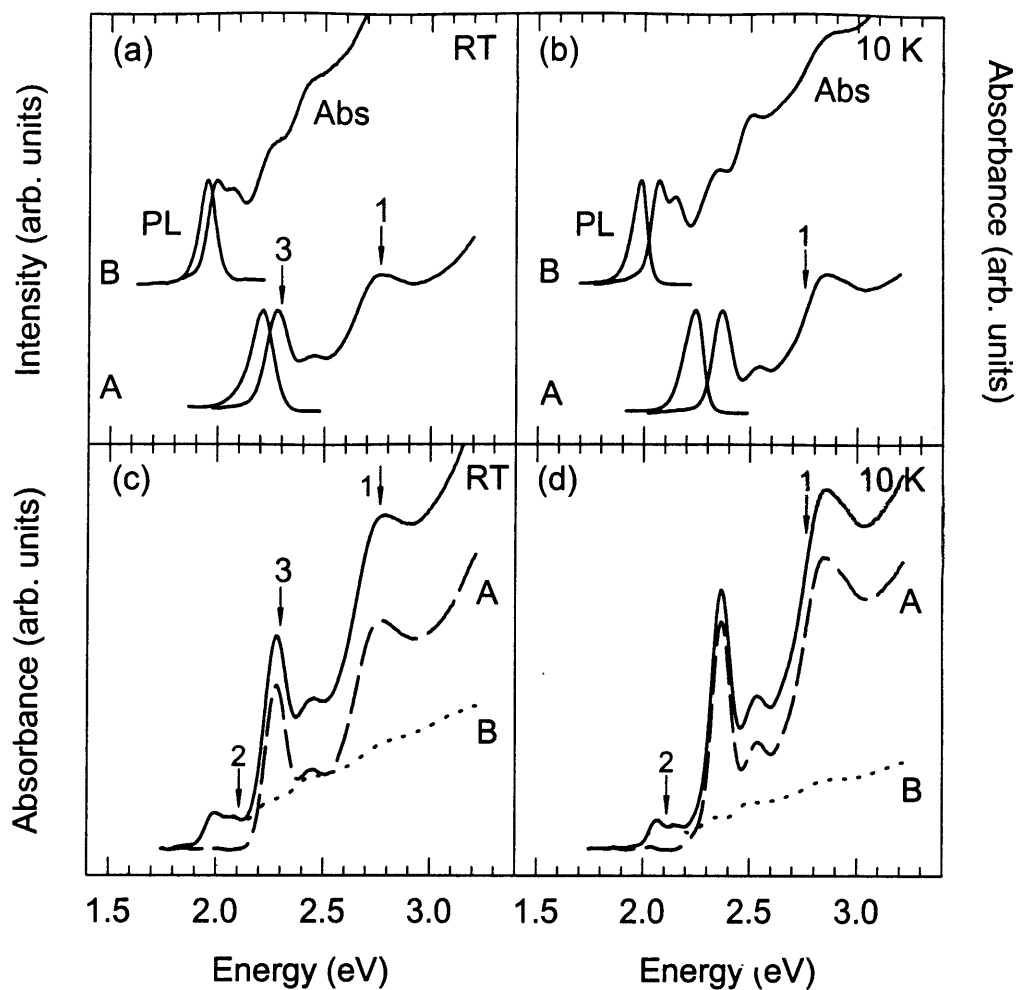 (a) RT
Abs
PL
B
1
3
A
Intensity (arb. units)
(b) 10 K
Abs
PL
B
1
A
Absorbance (arb. units)
(c) RT
1
3
A
2
B
Absorbance (arb. units)
(d) 10 K
1
A
2
B
1.5 2.0 2.5 3.0
1.5 2.0 2.5 3.0
Energy (eV)
Energy (eV)